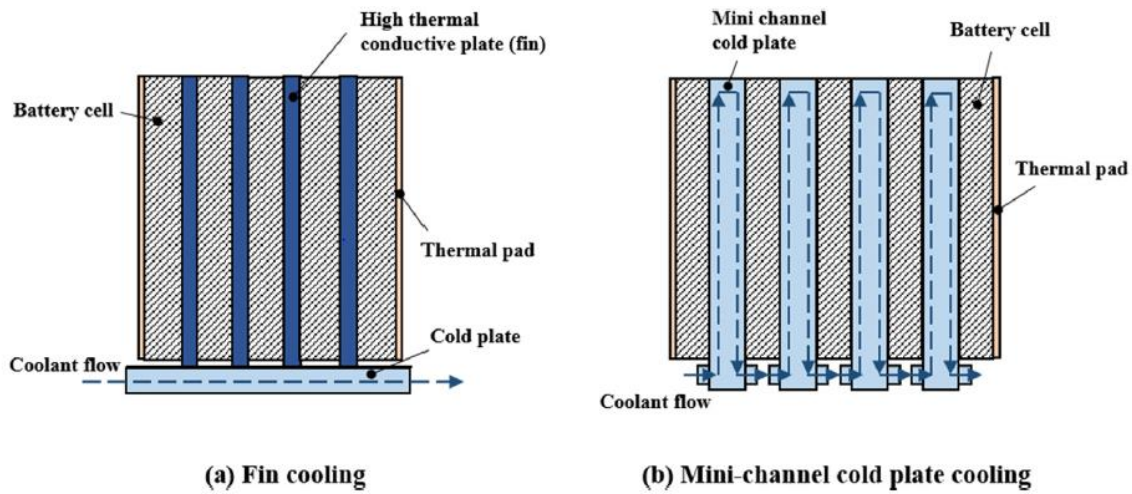 High thermal
conductive plate (fin)
Battery cell
Thermal pad
Cold plate
Coolant flow
(a) Fin cooling
Mini channel
cold plate
Battery cell
Thermal pad
Coolant flow
(b) Mini-channel cold plate cooling